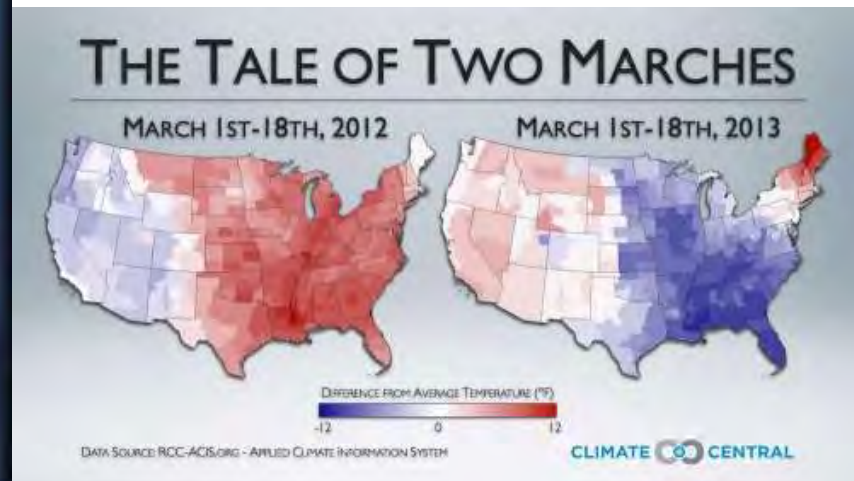 THE TALE OF TWO MARCHES
MARCH 1ST-18TH, 2012
MARCH 1ST-18TH, 2013
DIFFERENCE FROM AVERAGE TEMPERATURE (°F)
-12 0 12
DATA SOURCE: RCC-ACIS.ORG - APPLIED CLIMATE INFORMATION SYSTEM
CLIMATE CENTRAL